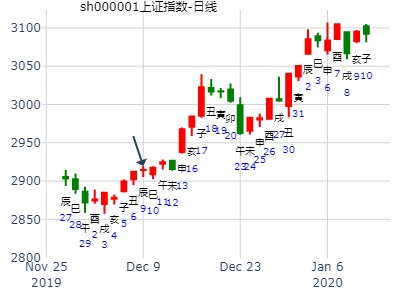 sh000001上证指数-日线
3100
3050
3000
2950
2900
2850
2800
辰 巳 午 酉 戌 亥 子 丑 辰 巳 午 未 申 亥 子 丑 寅 卯 午 未 申 酉 戌 丑 寅 辰 巳 申 酉 戌 亥 子
27 28 29 2 3 4 5 6 9 10 11 12 13 16 17 18 19 20 23 24 25 26 27 30 31 2 3 6 7 8 9 10
Nov 25 Dec 9 Dec 23 Jan 6
2019 2020